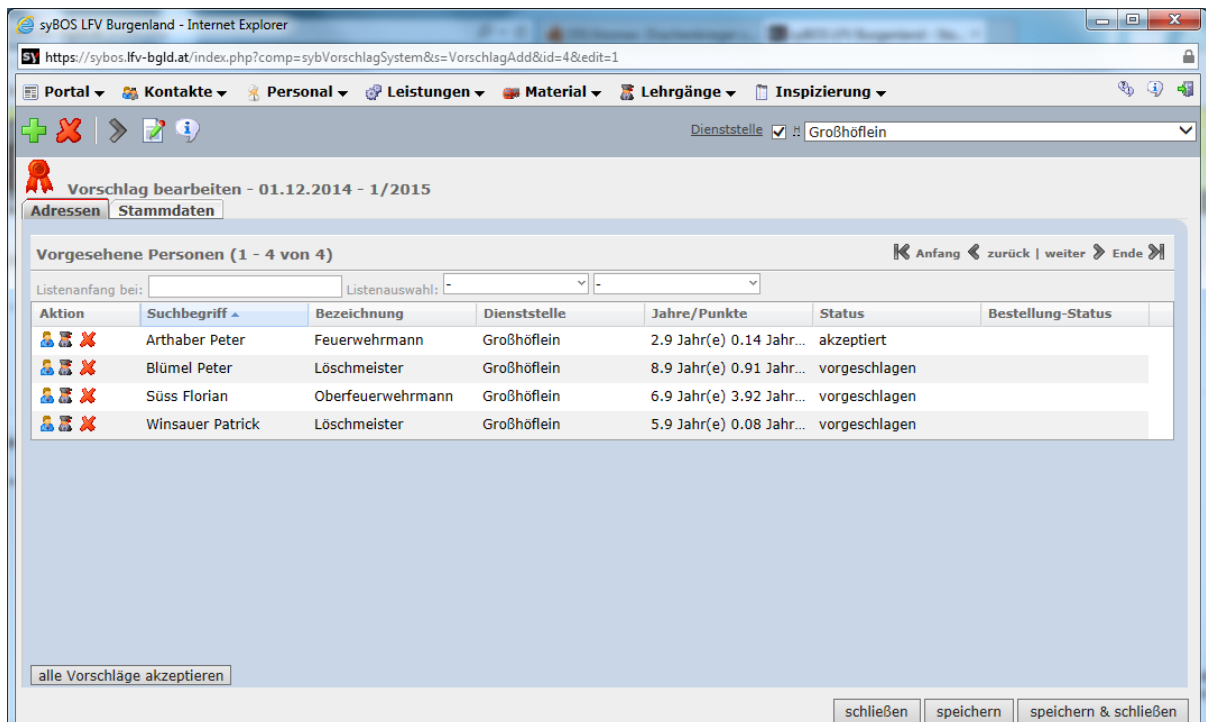 syBOS LFV Burgenland - Internet Explorer
SY https://sybos.lfv-bgld.at/index.php?comp=sybVorschlagSystem&s=VorschlagAdd&id=4&edit=1
Portal Kontakte Personal Leistungen Material Lehrgänge Inspizierung
Dienststelle Großhöflein
Vorschlag bearbeiten - 01.12.2014 - 1/2015
Adressen Stammdaten
Vorgesehene Personen (1 - 4 von 4) Anfang zurück | weiter Ende
Listenanfang bei: Listenauswahl: - -
Aktion Suchbegriff Bezeichnung Dienststelle Jahre/Punkte Status Bestellung-Status
Arthaber Peter Feuerwehrmann Großhöflein 2.9 Jahr(e) 0.14 Jahr... akzeptiert
Blümel Peter Löschmeister Großhöflein 8.9 Jahr(e) 0.91 Jahr... vorgeschlagen
Süss Florian Oberfeuerwehrmann Großhöflein 6.9 Jahr(e) 3.92 Jahr... vorgeschlagen
Winsauer Patrick Löschmeister Großhöflein 5.9 Jahr(e) 0.08 Jahr... vorgeschlagen
alle Vorschläge akzeptieren
schließen speichern speichern & schließen